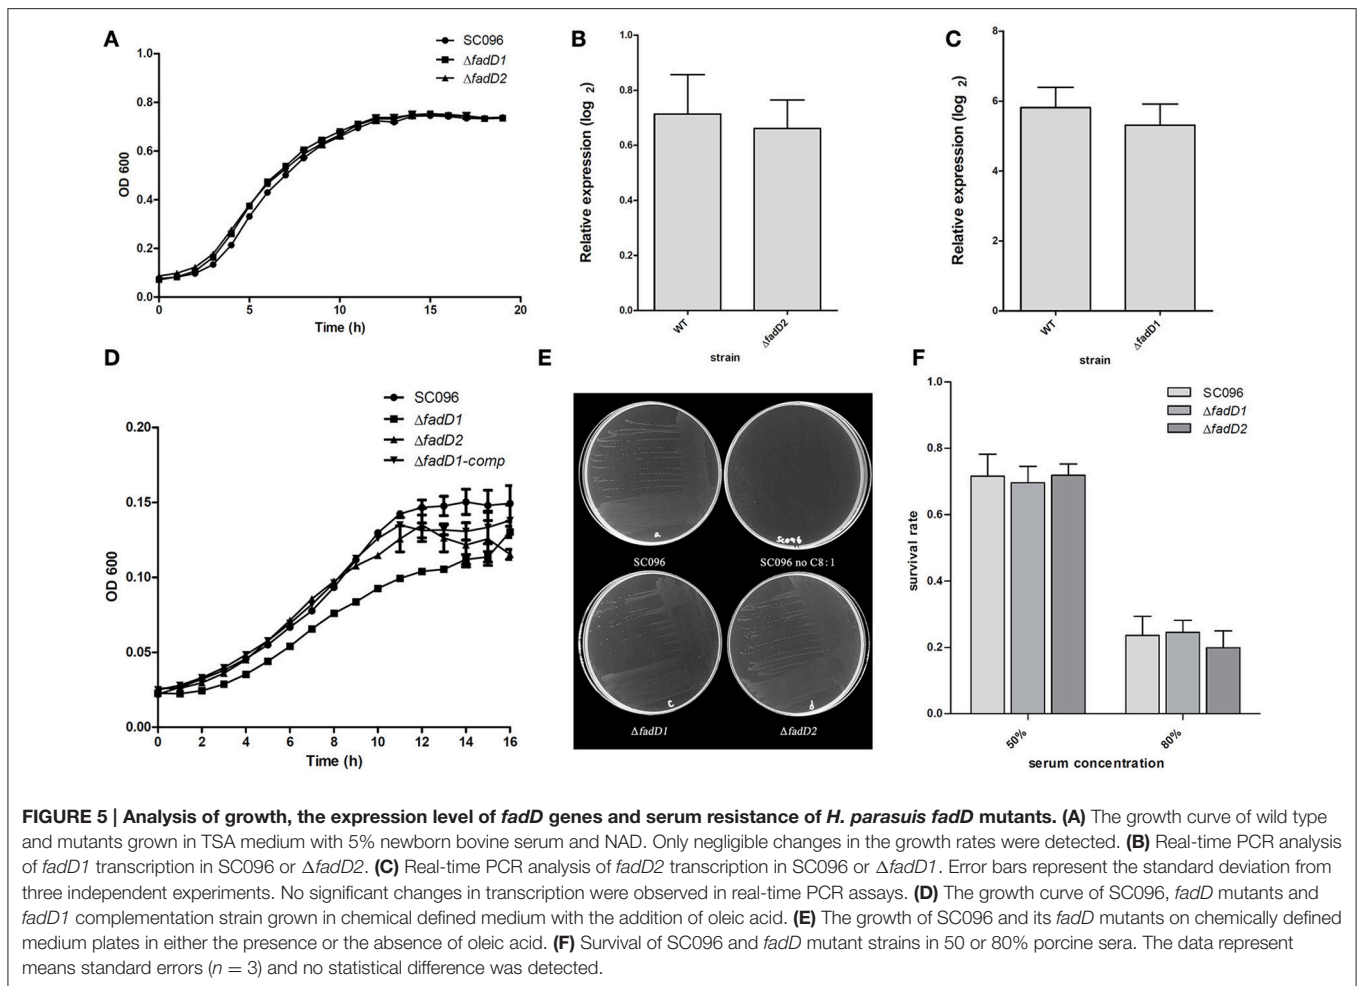 A
SC096
ΔfadD1
ΔfadD2
1.0
0.8
0.6
0.4
0.2
0.0
OD 600
0
5
10
15
20
Time (h)
B
1.0
0.8
0.6
0.4
0.2
0.0
Relative expression (log 2)
WT
ΔfadD2
strain
C
8
6
4
2
0
Relative expression (log 2)
WT
ΔfadD1
strain
D
SC096
ΔfadD1
ΔfadD2
ΔfadD1-comp
0.20
0.15
0.10
0.05
0.00
OD 600
0
2
4
6
8
10
12
14
16
Time (h)
E
a
SC096
Sco96
SC096 no C8:1
c
ΔfadD1
d
ΔfadD2
F
SC096
ΔfadD1
ΔfadD2
1.0
0.8
0.6
0.4
0.2
0.0
survival rate
50%
80%
serum concentration
FIGURE 5 | Analysis of growth, the expression level of fadD genes and serum resistance of H. parasuis fadD mutants. (A) The growth curve of wild type
and mutants grown in TSA medium with 5% newborn bovine serum and NAD. Only negligible changes in the growth rates were detected. (B) Real-time PCR analysis
of fadD1 transcription in SC096 or ΔfadD2. (C) Real-time PCR analysis of fadD2 transcription in SC096 or ΔfadD1. Error bars represent the standard deviation from
three independent experiments. No significant changes in transcription were observed in real-time PCR assays. (D) The growth curve of SC096, fadD mutants and
fadD1 complementation strain grown in chemical defined medium with the addition of oleic acid. (E) The growth of SC096 and its fadD mutants on chemically defined
medium plates in either the presence or the absence of oleic acid. (F) Survival of SC096 and fadD mutant strains in 50 or 80% porcine sera. The data represent
means standard errors (n = 3) and no statistical difference was detected.